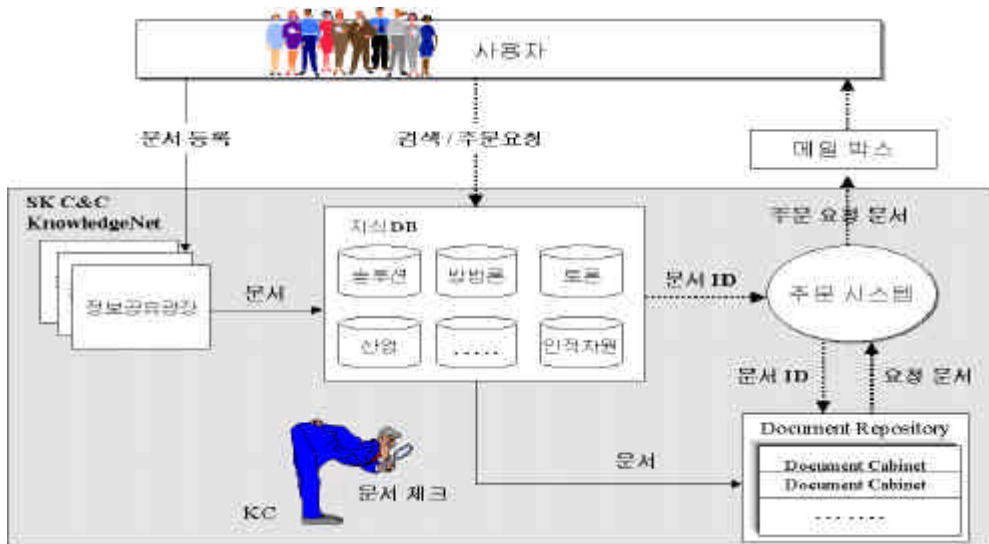 사용자
문서 등록
검색 / 주문요청
메일 박스
SK C&C
KnowledgeNet
주문 요청 문서
지식DB
솔루션
방법론
토론
문서 ID
주문 시스템
정보공유광장
문서
산업
.....
인적자원
문서 ID
요청 문서
Document Repository
문서
Document Cabinet
Document Cabinet
.......
문서 체크
KC